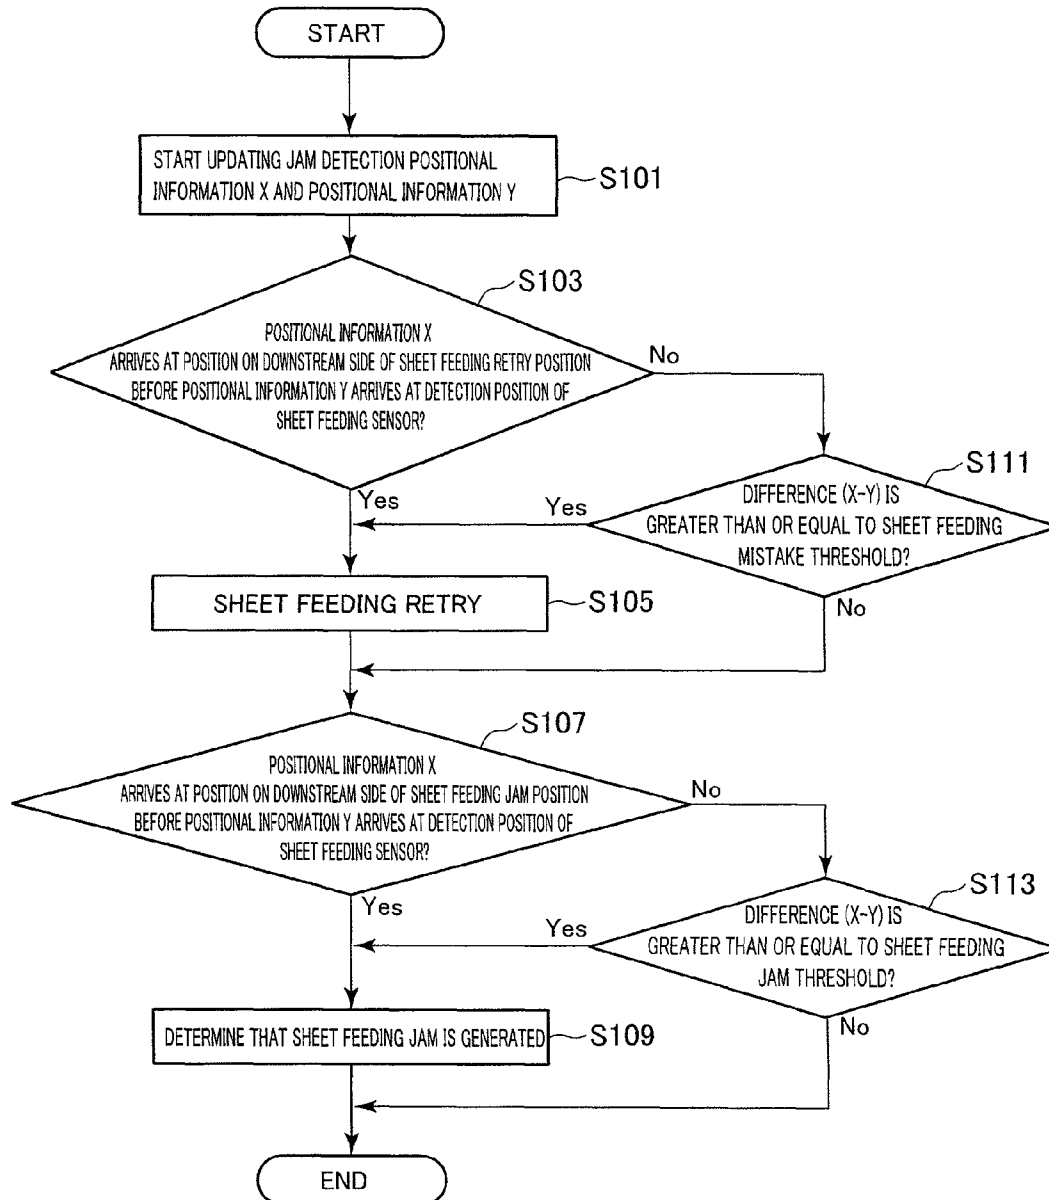 START
START UPDATING JAM DETECTION POSITIONAL
INFORMATION X AND POSITIONAL INFORMATION Y
S101
S103
POSITIONAL INFORMATION X
ARRIVES AT POSITION ON DOWNSTREAM SIDE OF SHEET FEEDING RETRY POSITION
BEFORE POSITIONAL INFORMATION Y ARRIVES AT DETECTION POSITION OF
SHEET FEEDING SENSOR?
No
Yes
S111
DIFFERENCE (X-Y) IS
GREATER THAN OR EQUAL TO SHEET FEEDING
MISTAKE THRESHOLD?
Yes
No
SHEET FEEDING RETRY
S105
S107
POSITIONAL INFORMATION X
ARRIVES AT POSITION ON DOWNSTREAM SIDE OF SHEET FEEDING JAM POSITION
BEFORE POSITIONAL INFORMATION Y ARRIVES AT DETECTION POSITION OF
SHEET FEEDING SENSOR?
No
Yes
S113
DIFFERENCE (X-Y) IS
GREATER THAN OR EQUAL TO SHEET FEEDING
JAM THRESHOLD?
Yes
No
DETERMINE THAT SHEET FEEDING JAM IS GENERATED
S109
END